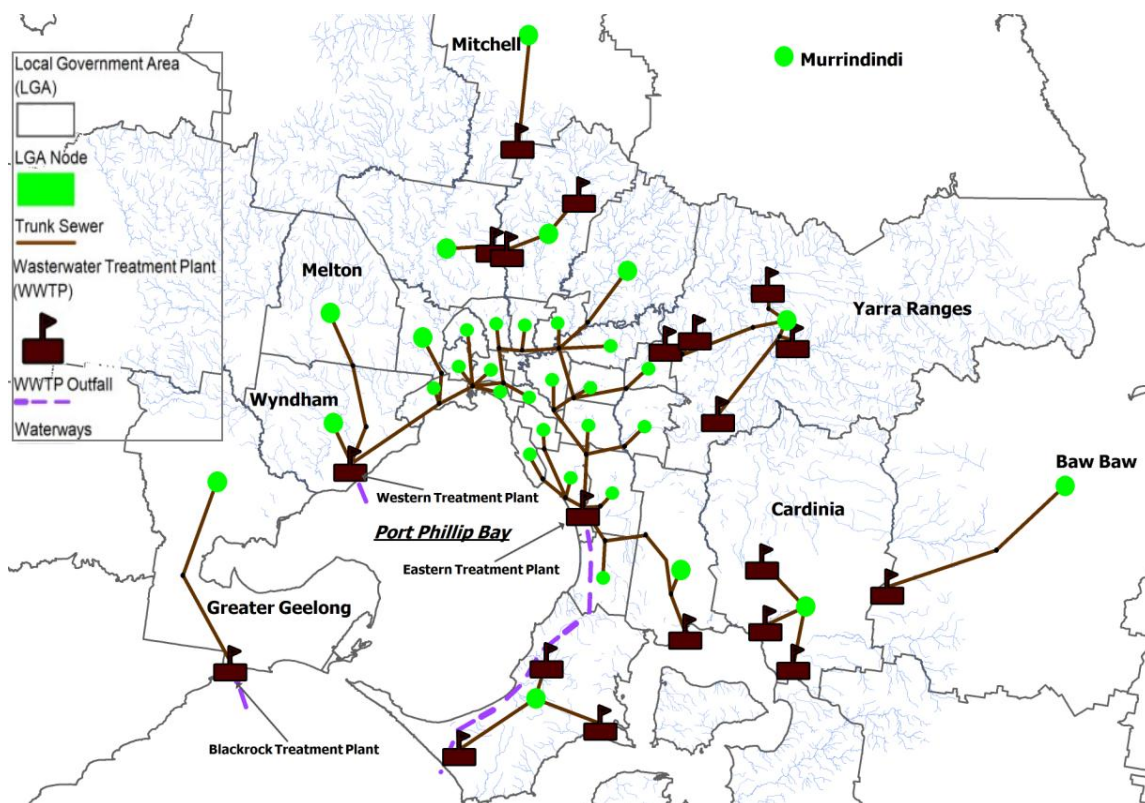 Mitchell
Murrindindi
Local Government Area
(LGA)
LGA Node
Trunk Sewer
Wasterwater Treatment Plant
(WWTP)
WWTP Outfall
Waterways
Melton
Yarra Ranges
Wyndham
Baw Baw
Western Treatment Plant
Cardinia
Port Phillip Bay
Eastern Treatment Plant
Greater Geelong
Blackrock Treatment Plant